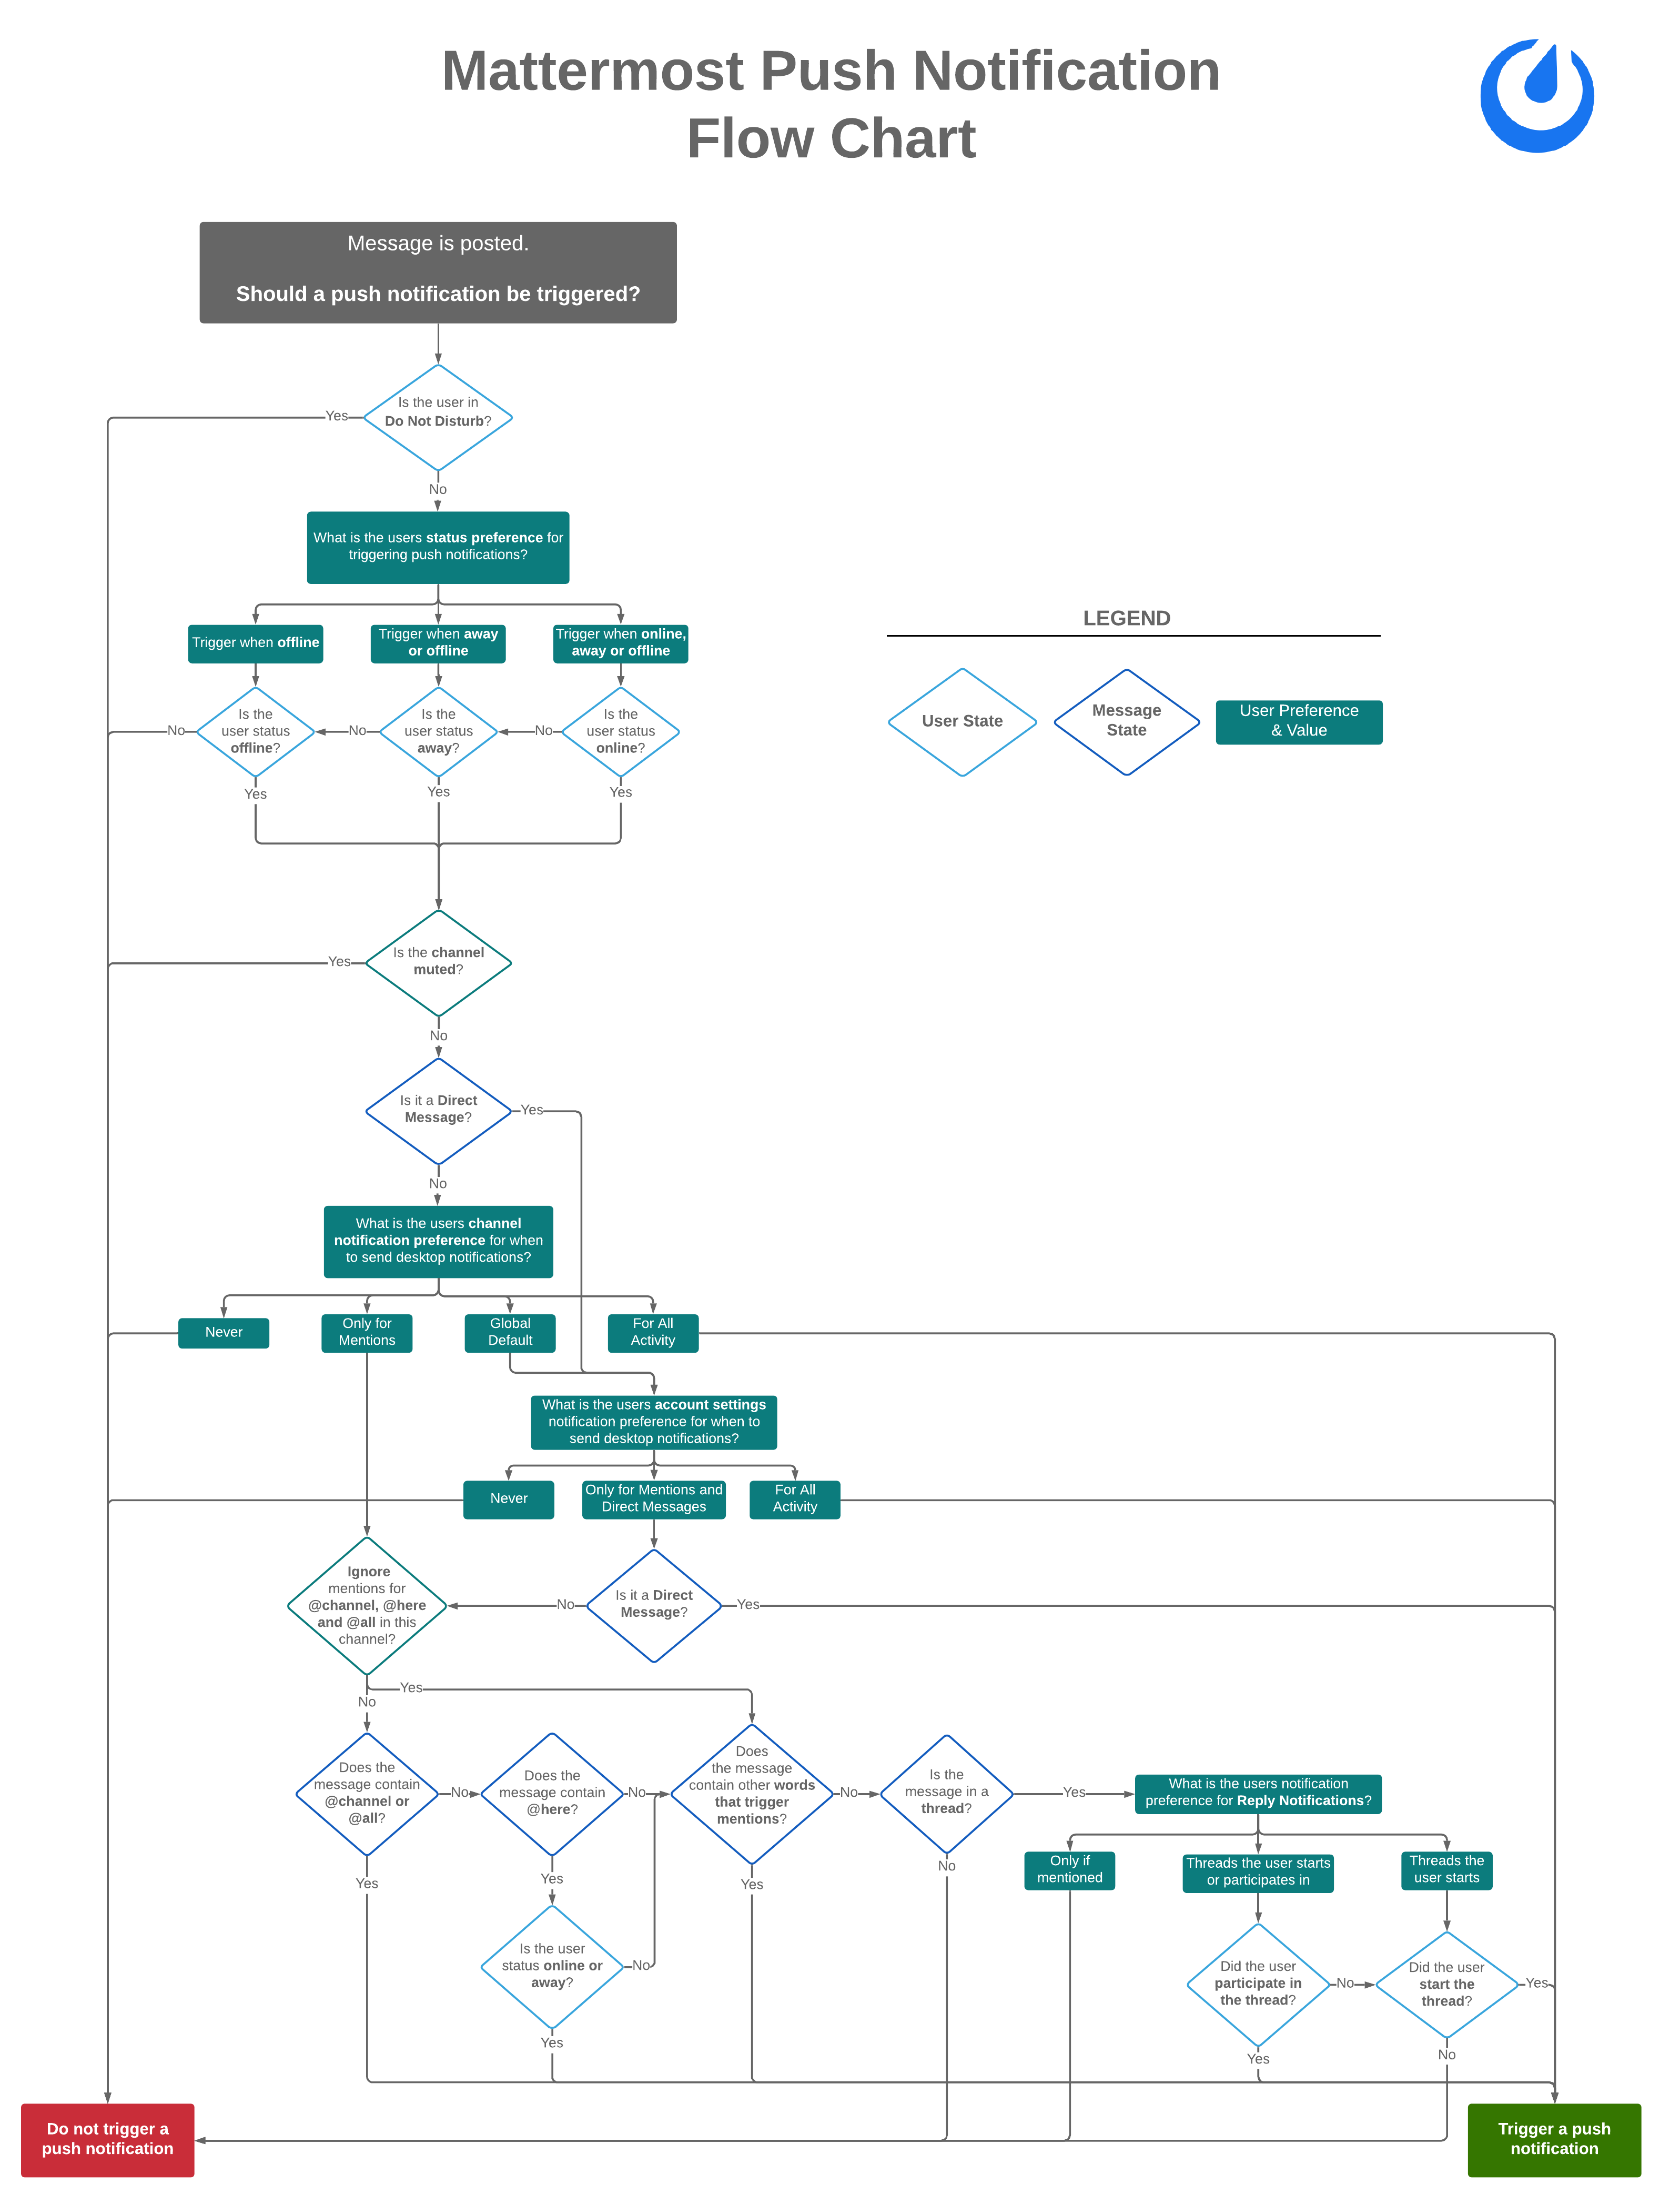 Mattermost Push Notification
Flow Chart
Message is posted.
Should a push notification be triggered?
Is the user in
Do Not Disturb?
Yes
No
What is the users status preference for
triggering push notifications?
Trigger when offline
Trigger when away
or offline
Trigger when online,
away or offline
LEGEND
User State
Message
State
User Preference
& Value
Is the
user status
offline?
Is the
user status
away?
Is the
user status
online?
No
No
No
Yes
Yes
Yes
Is the channel
muted?
Yes
No
Is it a Direct
Message?
Yes
No
What is the users channel
notification preference for when
to send desktop notifications?
Never
Only for
Mentions
Global
Default
For All
Activity
What is the users account settings
notification preference for when to
send desktop notifications?
Never
Only for Mentions and
Direct Messages
For All
Activity
Ignore
mentions for
@channel, @here
and @all in this
channel?
No
Is it a Direct
Message?
Yes
Yes
No
Does the
message contain
@channel or
@all?
No
Does the
message contain
@here?
No
Does
the message
contain other words
that trigger
mentions?
No
Is the
message in a
thread?
Yes
What is the users notification
preference for Reply Notifications?
Only if
mentioned
Threads the user starts
or participates in
Threads the
user starts
Yes
Yes
Yes
No
Is the user
status online or
away?
No
Did the user
participate in
the thread?
No
Did the user
start the
thread?
Yes
Yes
Yes
No
Do not trigger a
push notification
Trigger a push
notification